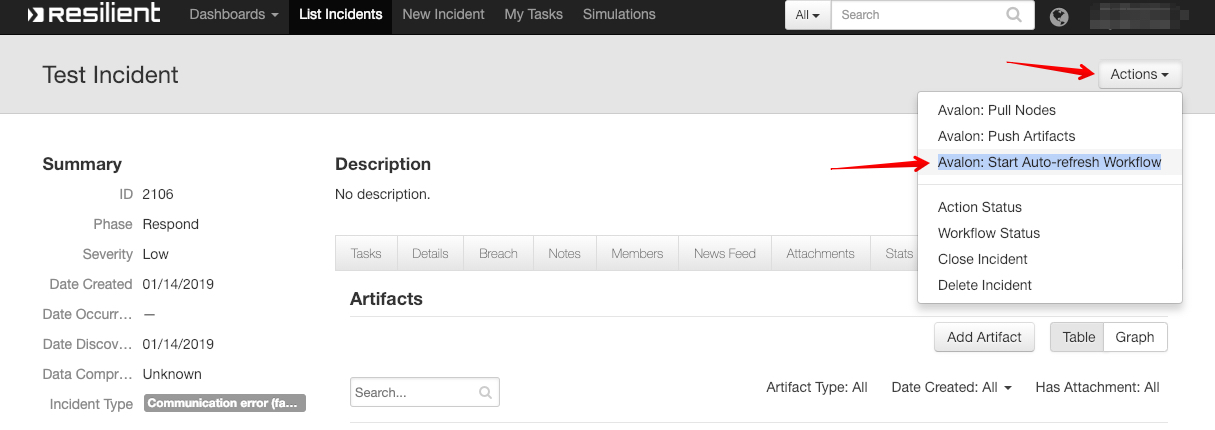 Resilient Dashboards List Incidents New Incident My Tasks Simulations All Search
Test Incident
Actions
Avalon: Pull Nodes
Avalon: Push Artifacts
Avalon: Start Auto-refresh Workflow
Action Status
Workflow Status
Close Incident
Delete Incident
Summary
ID 2106
Phase Respond
Severity Low
Date Created 01/14/2019
Date Occurr... —
Date Discov... 01/14/2019
Data Compr... Unknown
Incident Type Communication error (fa...
Description
No description.
Tasks Details Breach Notes Members News Feed Attachments Stats
Artifacts
Add Artifact Table Graph
Search... Artifact Type: All Date Created: All Has Attachment: All